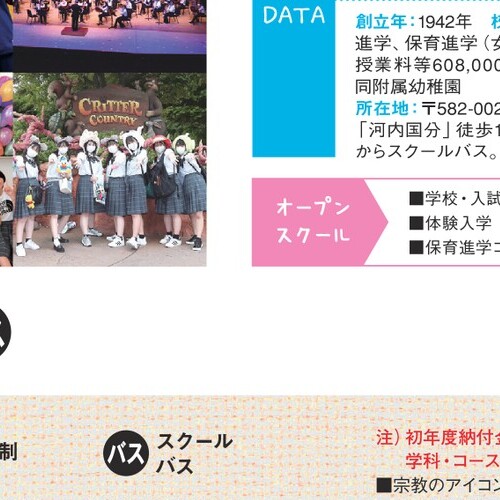 CRITTER
COUNTRY
DATA
創立年：1942年
進学、保育進学（
授業料等608,000
同附属幼稚園
所在地：〒582-002
「河内国分」徒歩1
からスクールバス。
オープン
スクール
■学校・入試
■体験入学
■保育進学コ
ス
制
バス
スクール
バス
注）初年度納付金
学科・コース
■宗教のアイコン